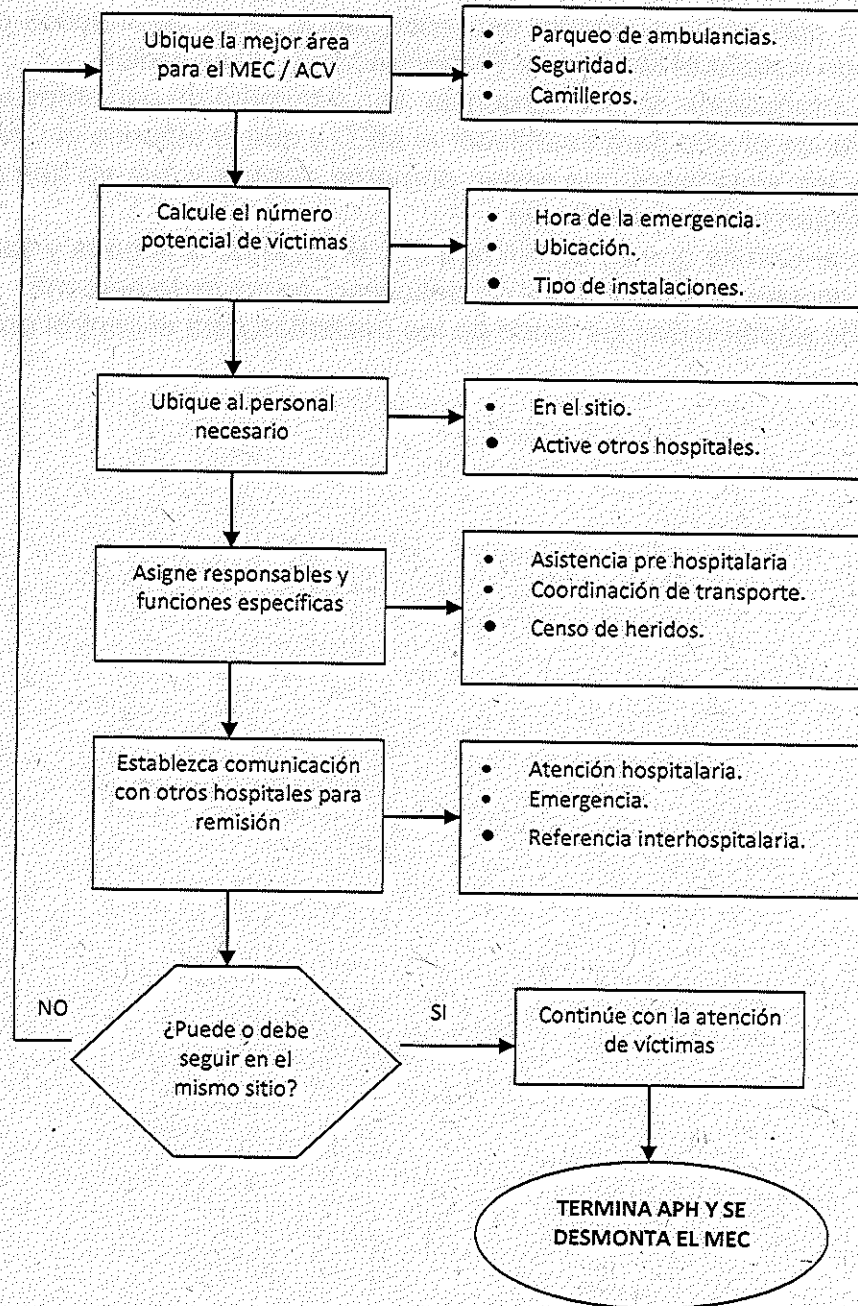 Ubique la mejor área
para el MEC / ACV
• Parqueo de ambulancias.
• Seguridad.
• Camilleros.
Calcule el número
potencial de víctimas
• Hora de la emergencia.
• Ubicación.
• Tipo de instalaciones.
Ubique al personal
necesario
• En el sitio.
• Active otros hospitales.
Asigne responsables y
funciones específicas
• Asistencia pre hospitalaria
• Coordinación de transporte.
• Censo de heridos.
Establezca comunicación
con otros hospitales para
remisión
• Atención hospitalaria.
• Emergencia.
• Referencia interhospitalaria.
NO
¿Puede o debe
seguir en el
mismo sitio?
SI
Continúe con la atención
de víctimas
TERMINA APH Y SE
DESMONTA EL MEC